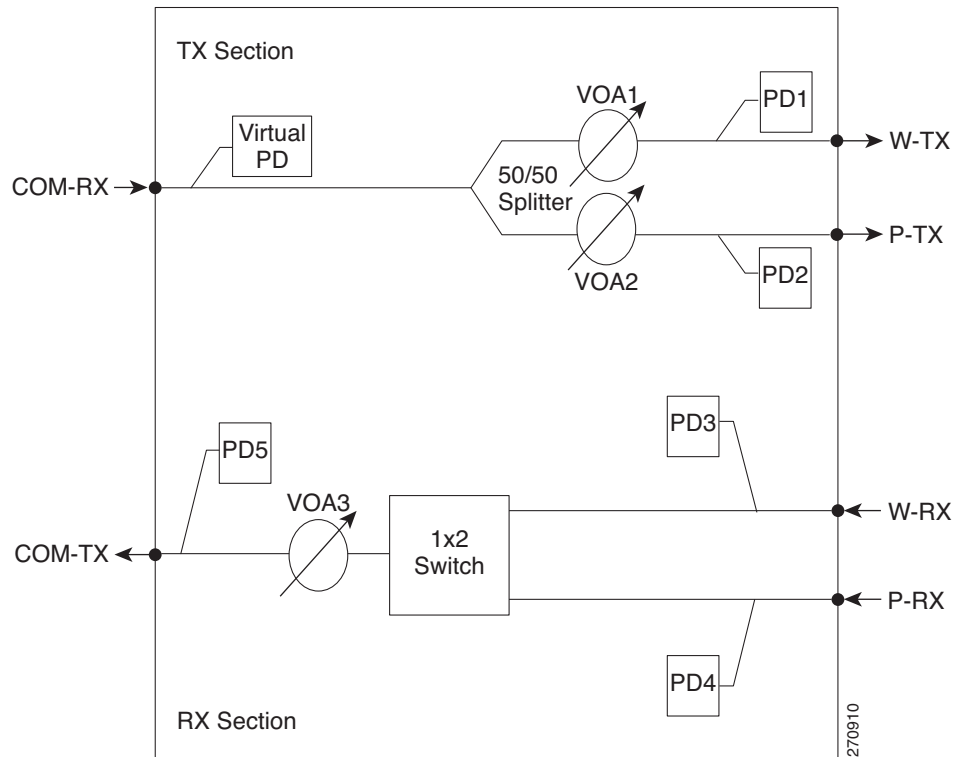 TX Section
VOA1
PD1
Virtual
PD
W-TX
COM-RX
50/50
Splitter
P-TX
VOA2
PD2
PD5
PD3
VOA3
W-RX
1x2
Switch
COM-TX
P-RX
PD4
RX Section
270910